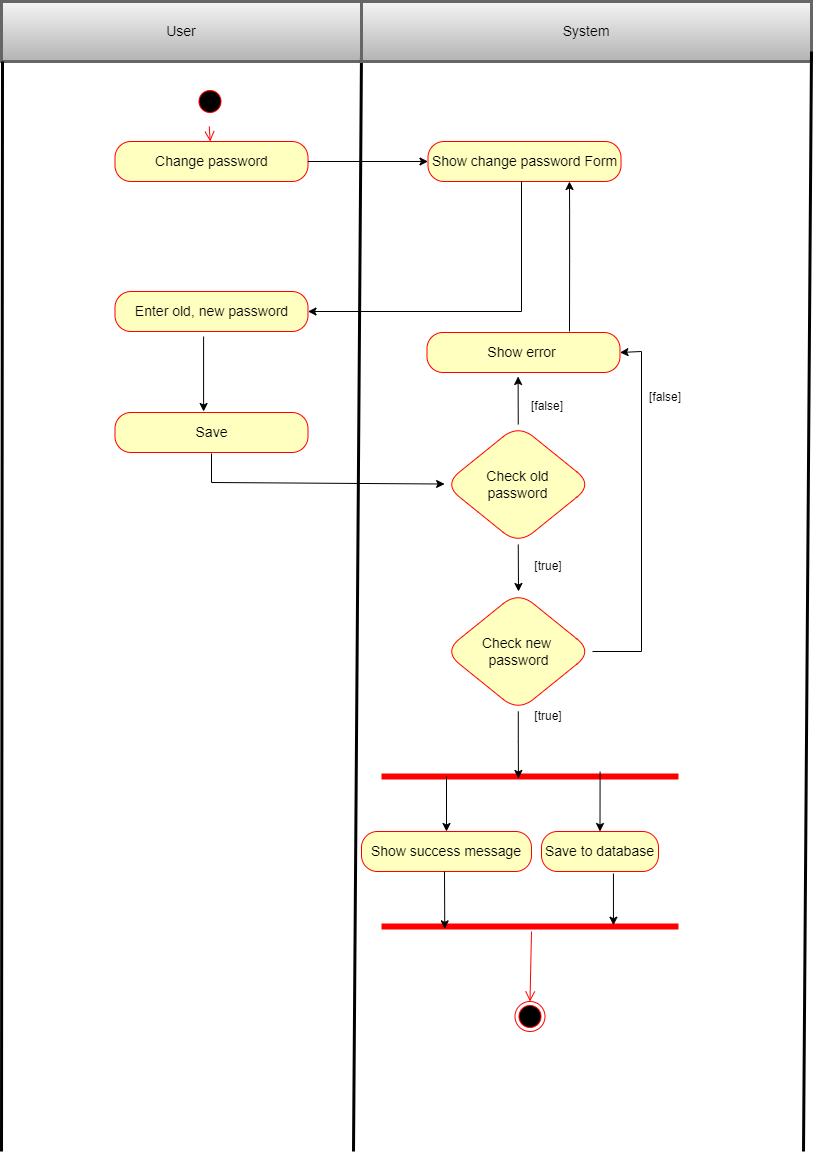 User
System
Change password
Show change password Form
Enter old, new password
Show error
[false]
[false]
Save
Check old
password
[true]
Check new
password
[true]
Show success message
Save to database